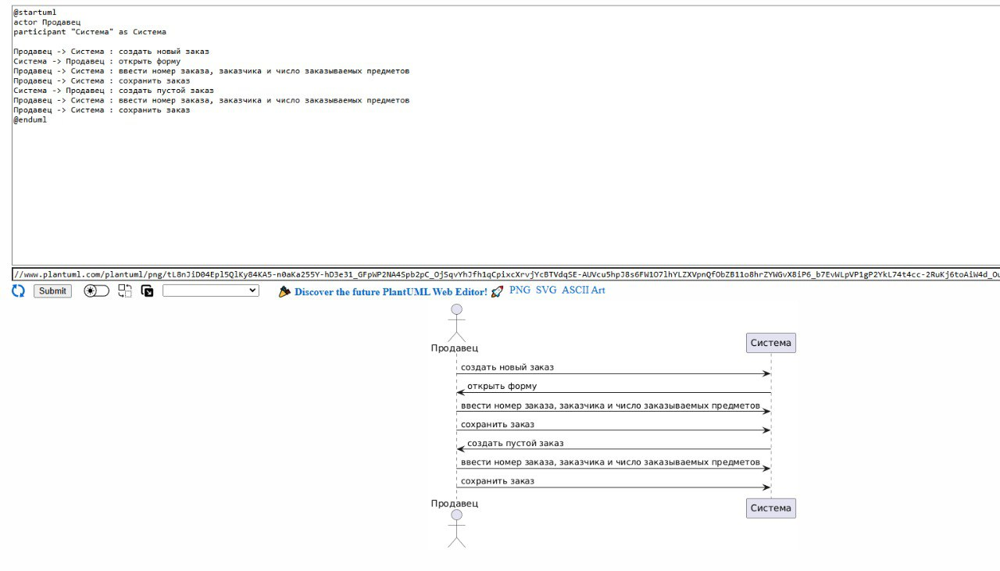 @startuml
actor Продавец
participant "Система" as Система
Продавец -> Система : создать новый заказ
Система -> Продавец : открыть форму
Продавец -> Система : ввести номер заказа, заказчика и число заказываемых предметов
Продавец -> Система : сохранить заказ
Система -> Продавец : создать пустой заказ
Продавец -> Система : ввести номер заказа, заказчика и число заказываемых предметов
Продавец -> Система : сохранить заказ
@enduml
//www.plantuml.com/plantuml/png/tL8nJiD04Epl5QlKy84KA5-n0aKa255Y-hD3e31_GFpWP2NA4Spb2pC_OjSqvYhJfh1qCpixcXrvjYcBTVdqSE-AUVcu5hpJ8s6FW1O7lhYLZXVpnQfObZB11o8hrZYWGvX8iP6_b7EvWLpVP1gP2YkL74t4cc-2RuKj6toAiW4d_Ou
Submit
Discover the future PlantUML Web Editor! PNG SVG ASCII Art
Продавец
Система
создать новый заказ
открыть форму
ввести номер заказа, заказчика и число заказываемых предметов
сохранить заказ
создать пустой заказ
ввести номер заказа, заказчика и число заказываемых предметов
сохранить заказ
Продавец
Система